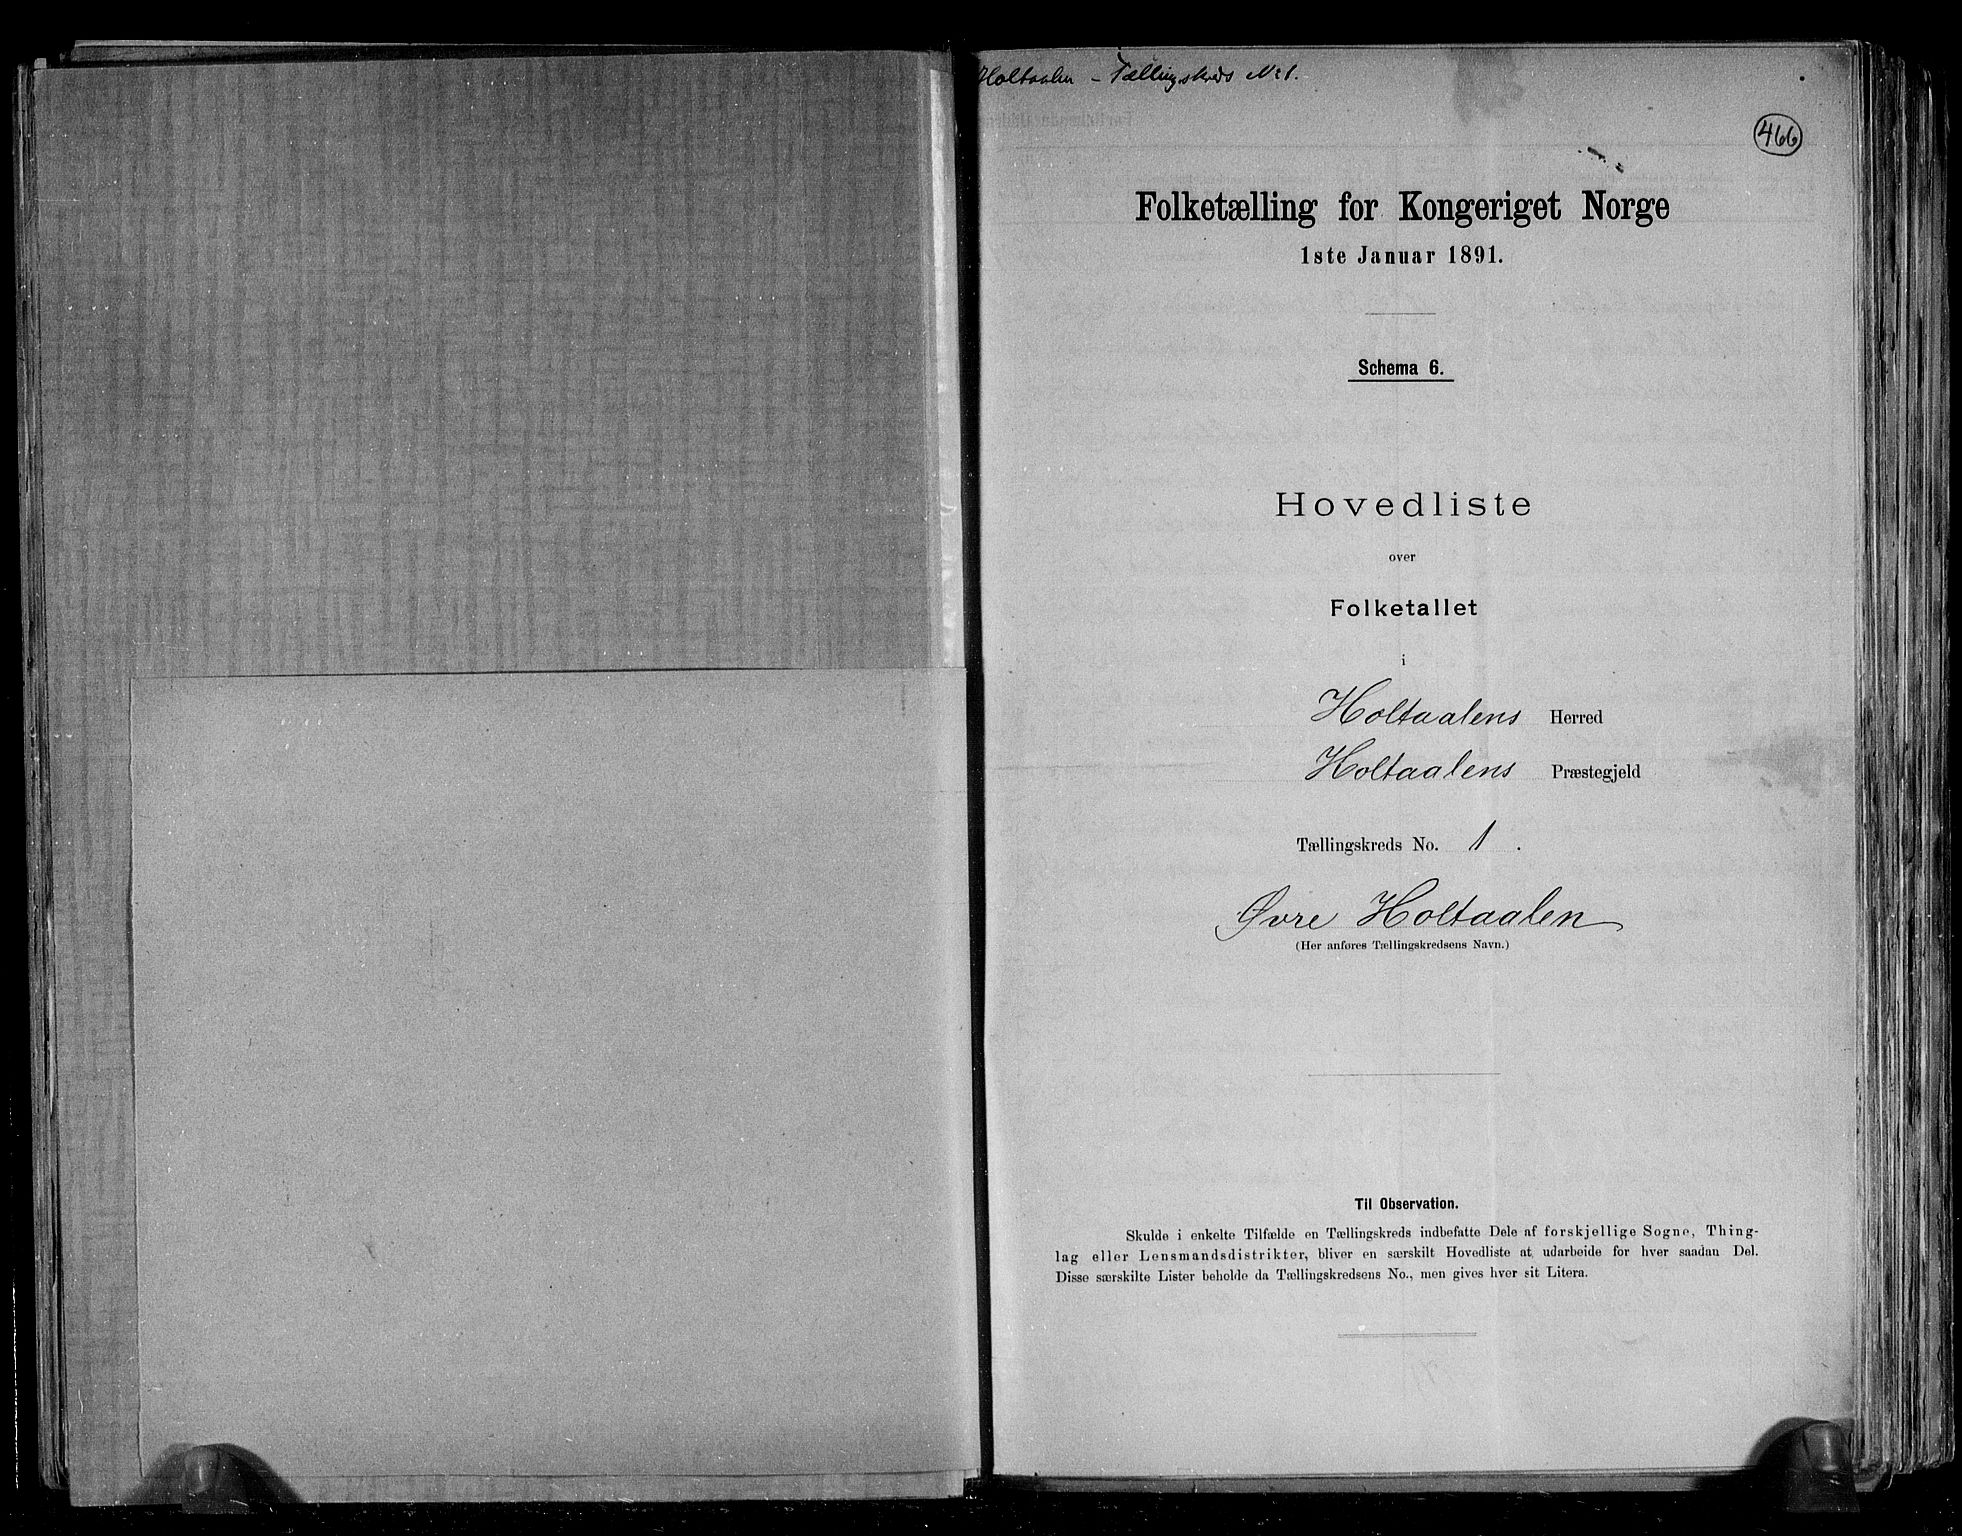 Holtaalen – Tællingskreds No 1.
466
Folketælling for Kongeriget Norge
1ste Januar 1891.
Schema 6.
Hovedliste
over
Folketallet
i
Holtaalens Herred
Holtaalens Præstegjeld
Tællingskreds No. 1.
Øvre Holtaalen
(Her anføres Tællingskredsens Navn.)
Til Observation.
Skulde i enkelte Tilfælde en Tællingskreds indbefatte Dele af forskjellige Sogne, Thing-
lag eller Lensmandsdistrikter, bliver en særskilt Hovedliste at udarbeide for hver saadan Del.
Disse særskilte Lister beholde da Tællingskredsens No., men gives hver sit Litera.